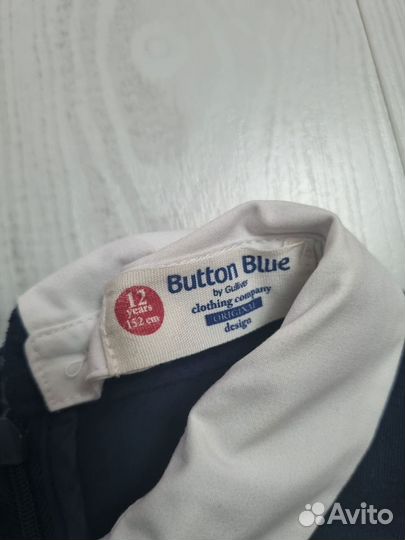 12
years
152 cm
Button Blue
by Gulliver
clothing company
ORIGINAL
design
Avito